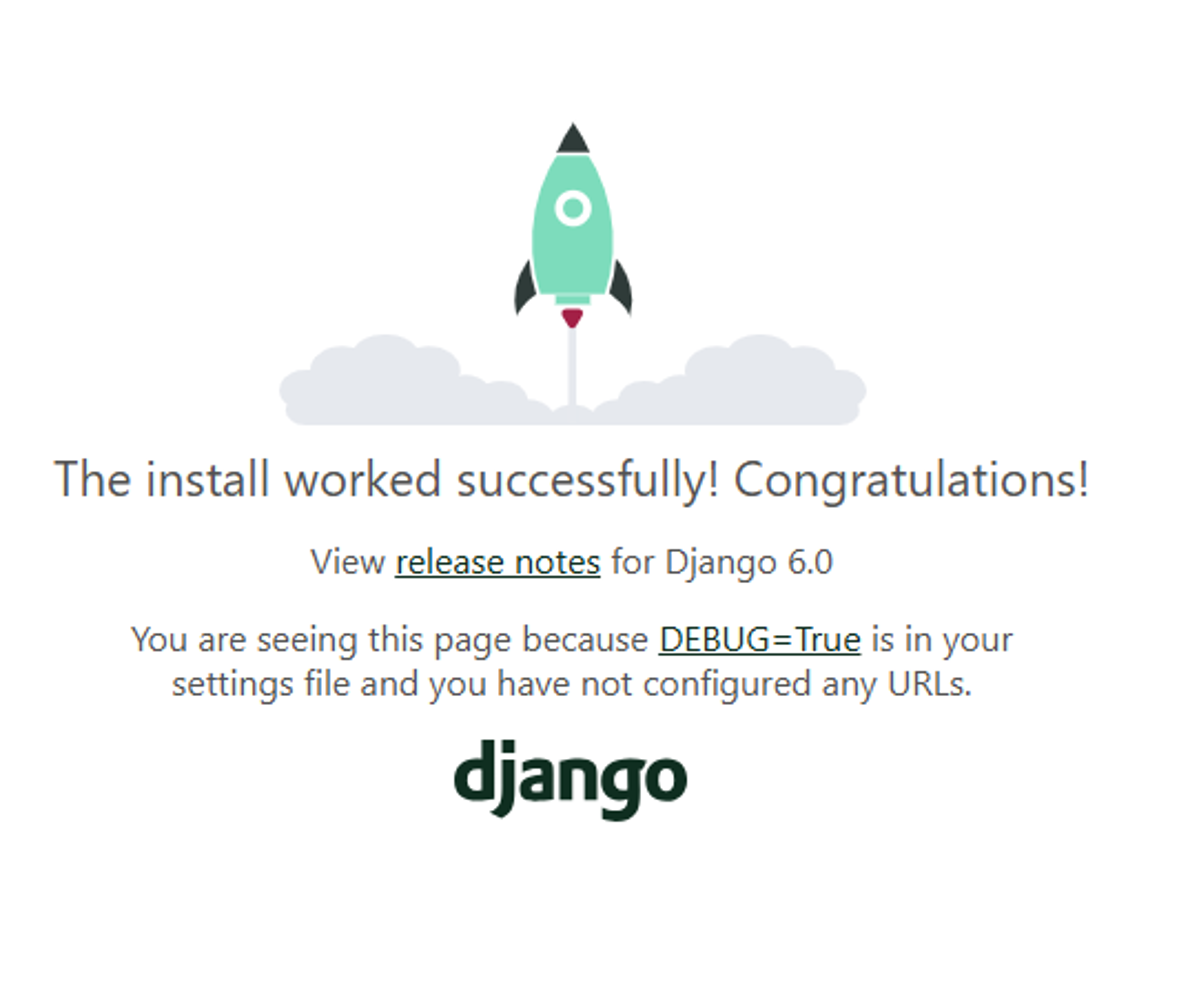 The install worked successfully! Congratulations!
View release notes for Django 6.0
You are seeing this page because DEBUG=True is in your
settings file and you have not configured any URLs.
django